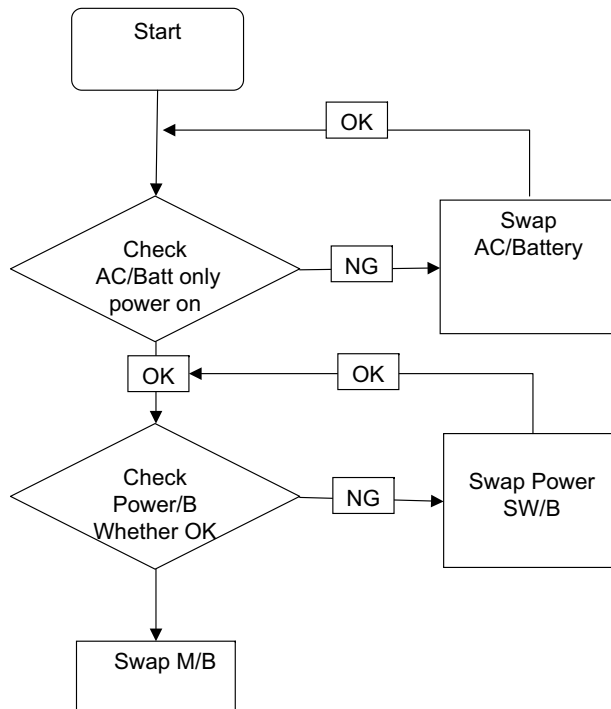 Start
OK
Check
AC/Batt only
power on
NG
Swap
AC/Battery
OK
OK
Check
Power/B
Whether OK
NG
Swap Power
SW/B
Swap M/B